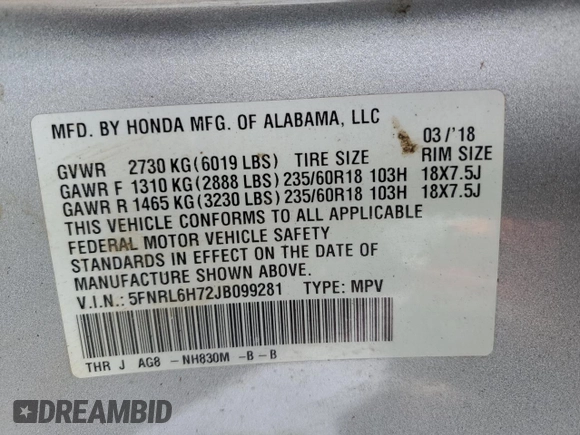 MFD. BY HONDA MFG. OF ALABAMA, LLC 03/'18
GVWR 2730 KG(6019 LBS) TIRE SIZE RIM SIZE
GAWR F 1310 KG(2888 LBS) 235/60R18 103H 18X7.5J
GAWR R 1465 KG(3230 LBS) 235/60R18 103H 18X7.5J
THIS VEHICLE CONFORMS TO ALL APPLICABLE
FEDERAL MOTOR VEHICLE SAFETY
STANDARDS IN EFFECT ON THE DATE OF
MANUFACTURE SHOWN ABOVE.
V.I.N.: 5FNRL6H72JB099281 TYPE: MPV
THR J AG8 -NH830M -B-B
DREAMBID